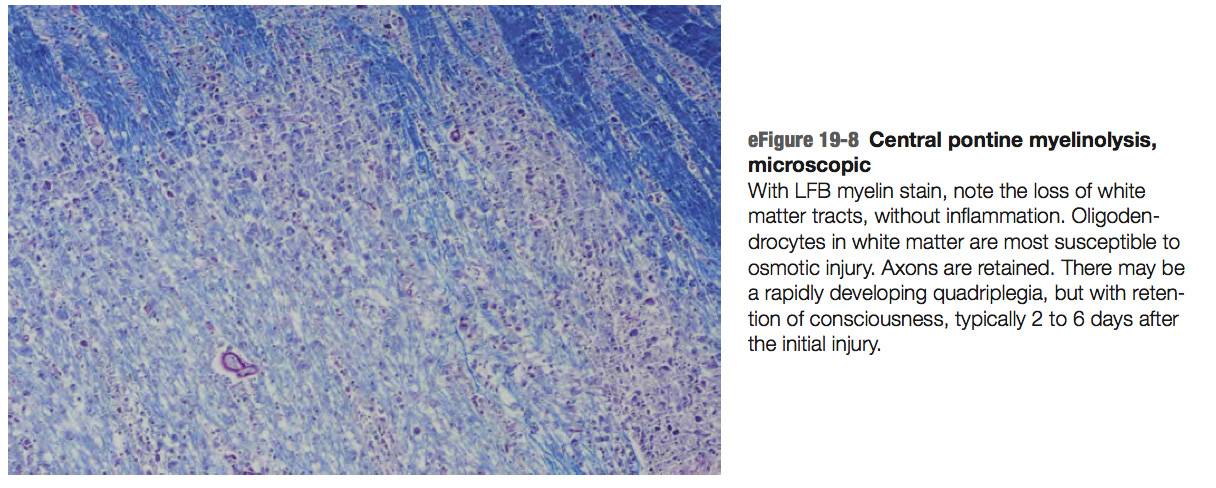 eFigure 19-8 Central pontine myelinolysis,
microscopic
With LFB myelin stain, note the loss of white
matter tracts, without inflammation. Oligoden-
drocytes in white matter are most susceptible to
osmotic injury. Axons are retained. There may be
a rapidly developing quadriplegia, but with reten-
tion of consciousness, typically 2 to 6 days after
the initial injury.